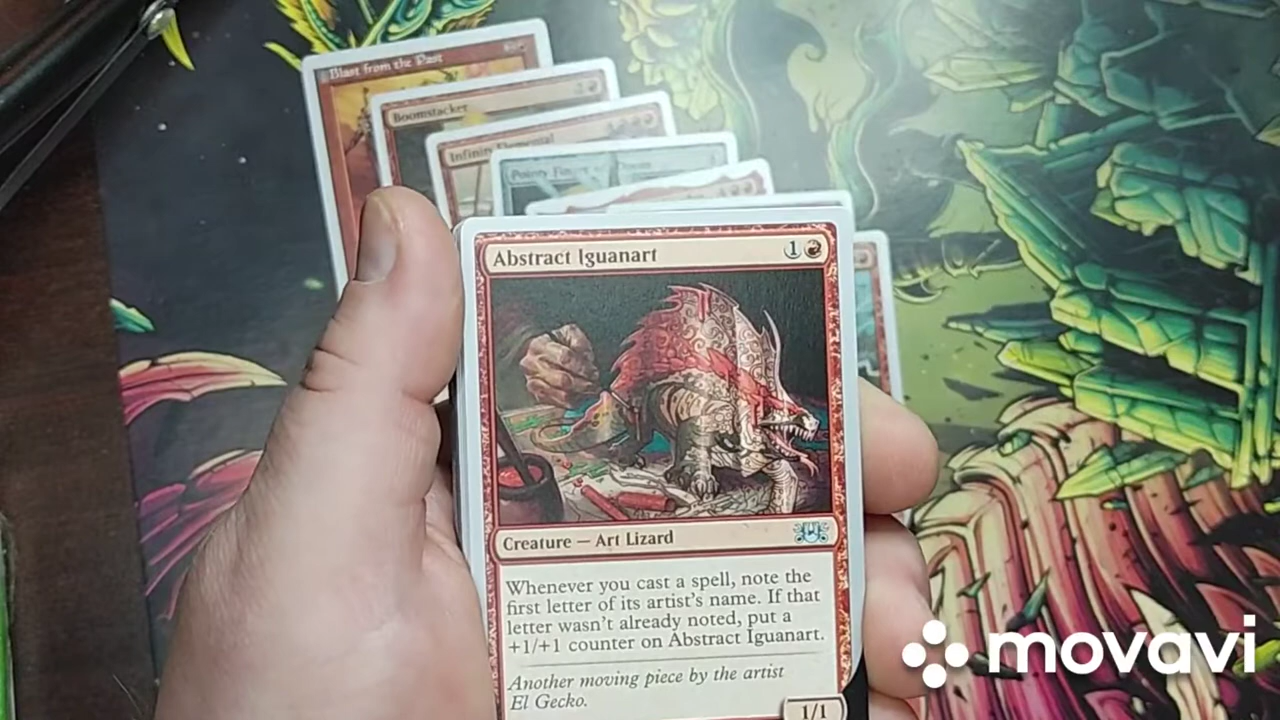 Blast from the Past
Boomstacker
Infinity Elemental
Pointy Finger
Abstract Iguanart
1
Creature — Art Lizard
Whenever you cast a spell, note the
first letter of its artist's name. If that
letter wasn't already noted, put a
+1/+1 counter on Abstract Iguanart.
Another moving piece by the artist
El Gecko.
1/1
movavi